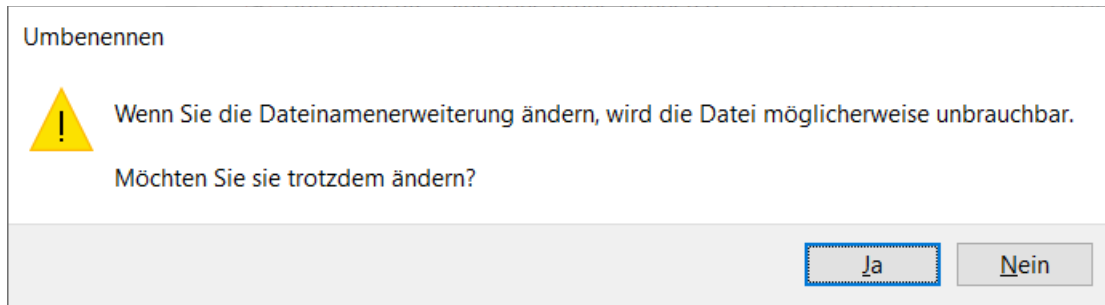 Umbenennen
Wenn Sie die Dateinamenerweiterung ändern, wird die Datei möglicherweise unbrauchbar.
Möchten Sie sie trotzdem ändern?
Ja
Nein